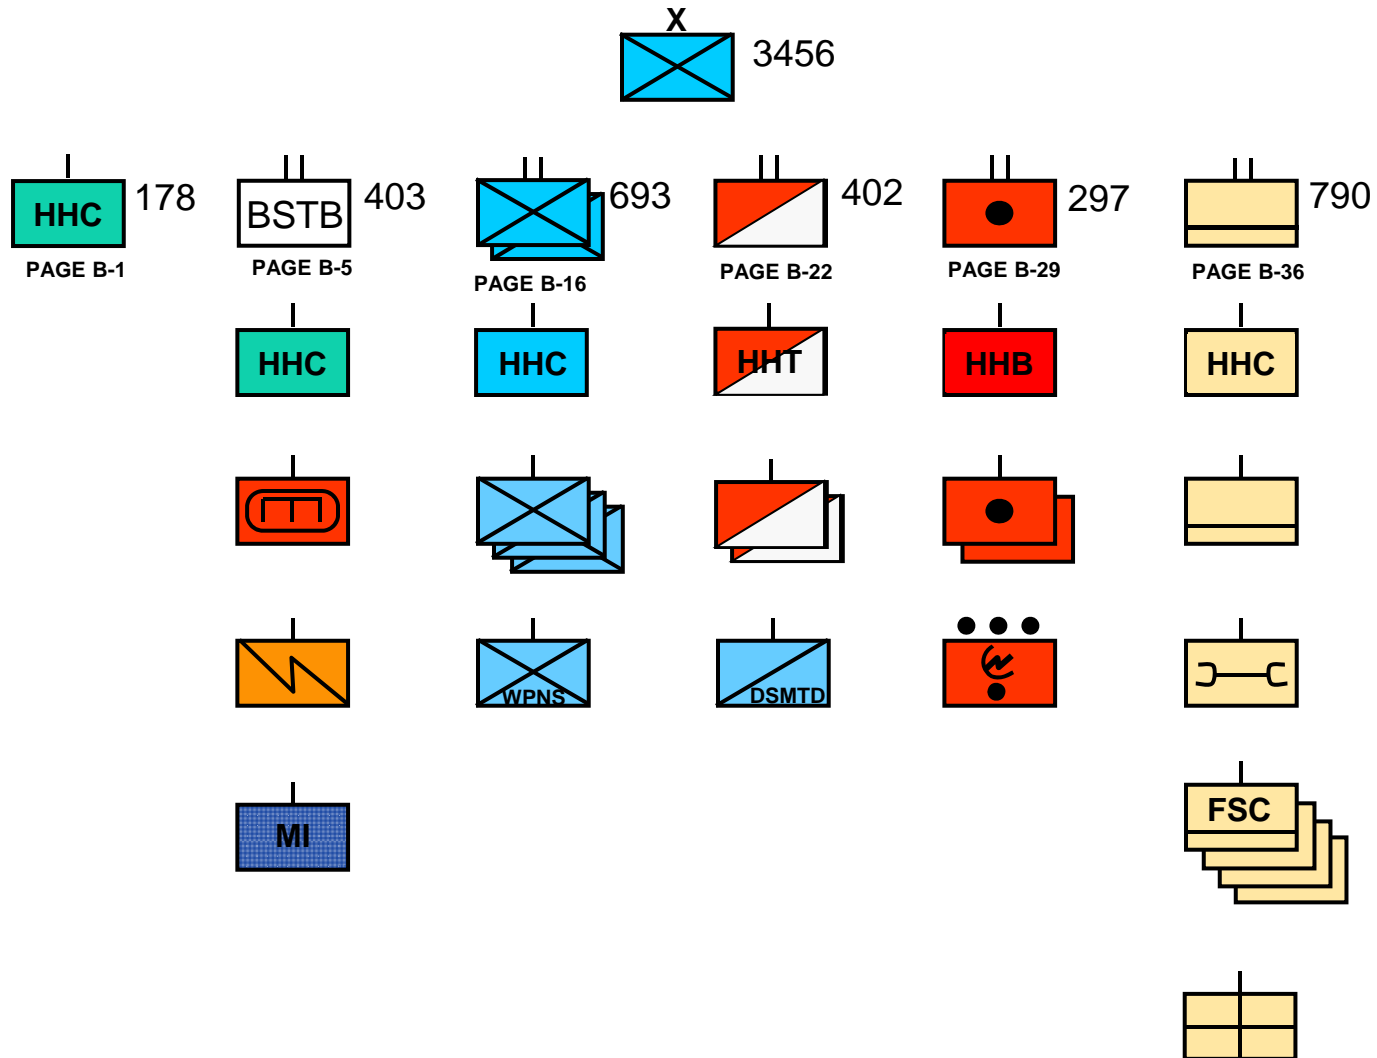 X
3456
HHC 178
BSTB 403
693
402
297
790
PAGE B-1
PAGE B-5
PAGE B-16
PAGE B-22
PAGE B-29
PAGE B-36
HHC
HHC
HHT
HHB
HHC
WPNS
DSMTD
MI
FSC